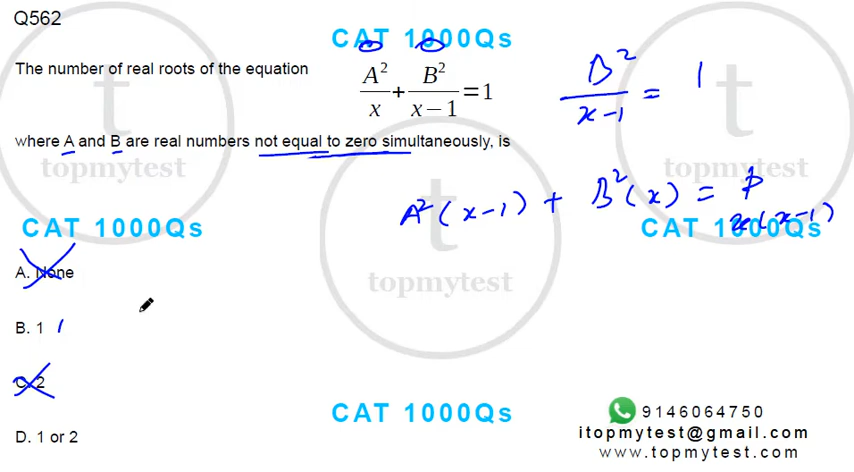 Q562
CAT 1000Qs
The number of real roots of the equation
A²/x + B²/(x − 1) = 1
B²/(x-1) = 1
where A and B are real numbers not equal to zero simultaneously, is
t
topmytest
A²(x-1) + B²(x) = x(x-1)
CAT 1000Qs
CAT 1000Qs
A. None
t
topmytest
B. 1 1
C. 2
CAT 1000Qs
9146064750
itopmytest@gmail.com
D. 1 or 2
www.topmytest.com